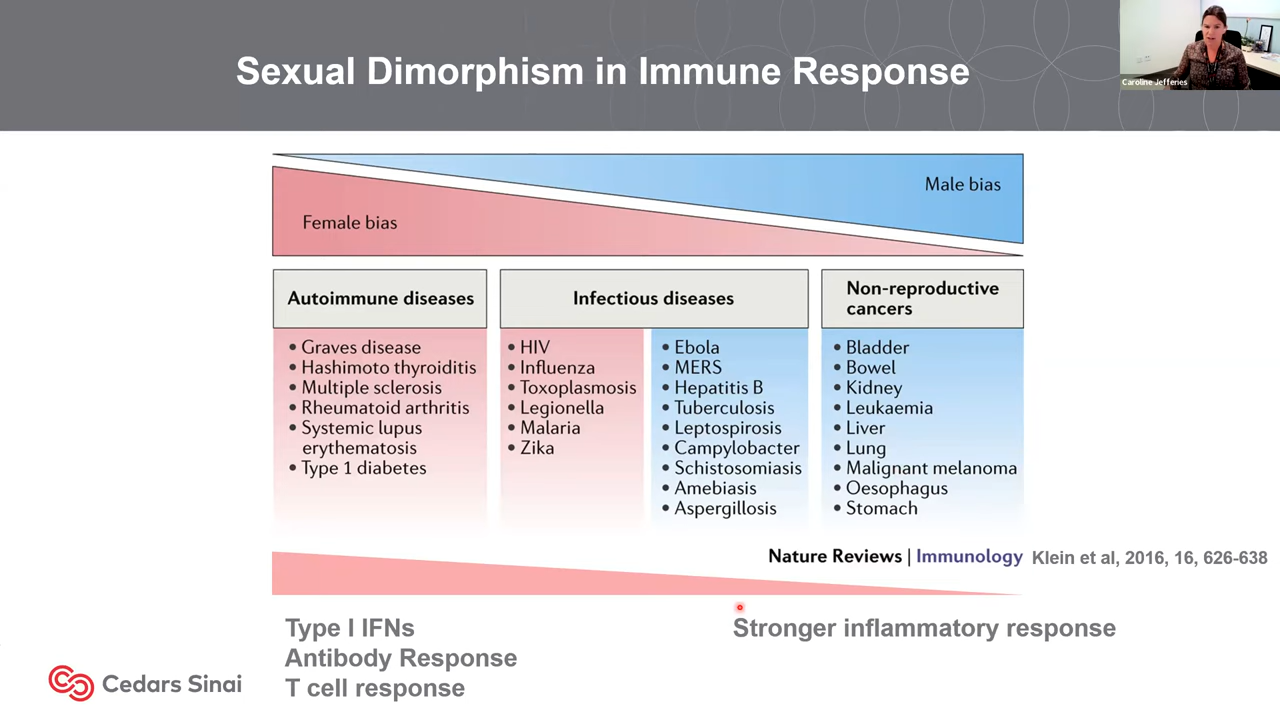 Sexual Dimorphism in Immune Response
Caroline Jefferies
Male bias
Female bias
Autoimmune diseases
• Graves disease
• Hashimoto thyroiditis
• Multiple sclerosis
• Rheumatoid arthritis
• Systemic lupus
erythematosis
• Type 1 diabetes
Infectious diseases
• HIV
• Influenza
• Toxoplasmosis
• Legionella
• Malaria
• Zika
• Ebola
• MERS
• Hepatitis B
• Tuberculosis
• Leptospirosis
• Campylobacter
• Schistosomiasis
• Amebiasis
• Aspergillosis
Non-reproductive
cancers
• Bladder
• Bowel
• Kidney
• Leukaemia
• Liver
• Lung
• Malignant melanoma
• Oesophagus
• Stomach
Nature Reviews | Immunology Klein et al, 2016, 16, 626-638
Type I IFNs
Antibody Response
T cell response
Stronger inflammatory response
Cedars Sinai